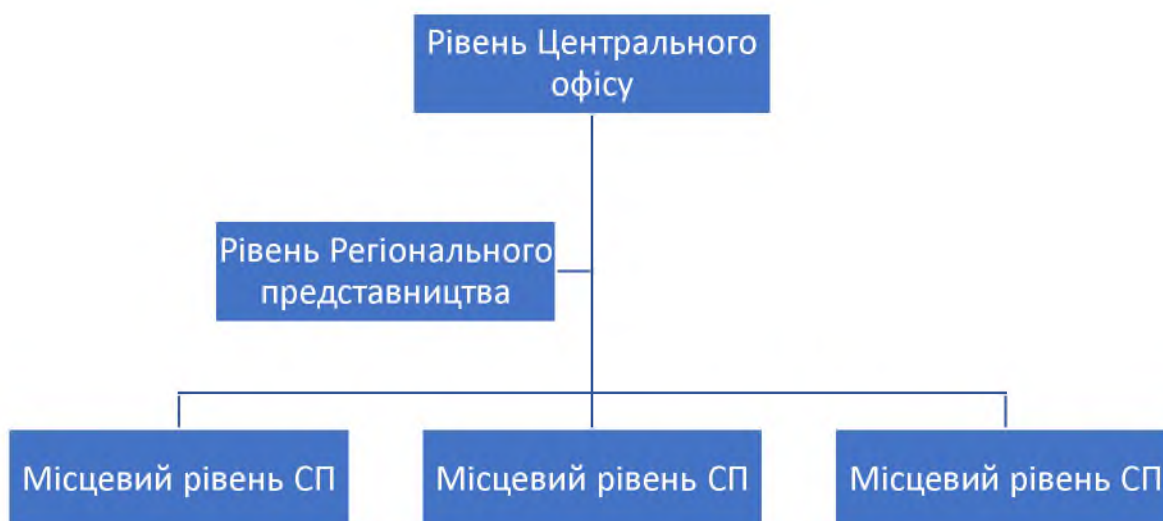 Рівень Центрального
офісу
Рівень Регіонального
представництва
Місцевий рівень СП
Місцевий рівень СП
Місцевий рівень СП